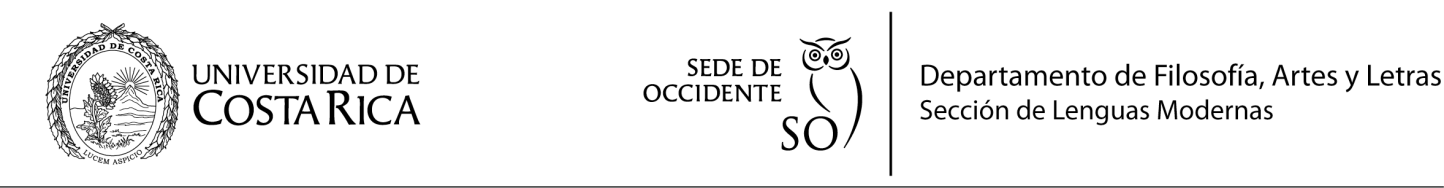 UNIVERSIDAD DE COSTA RICA
LUCEM ASPICIO
UNIVERSIDAD DE
COSTA RICA
SEDE DE
OCCIDENTE
SO
Departamento de Filosofía, Artes y Letras
Sección de Lenguas Modernas